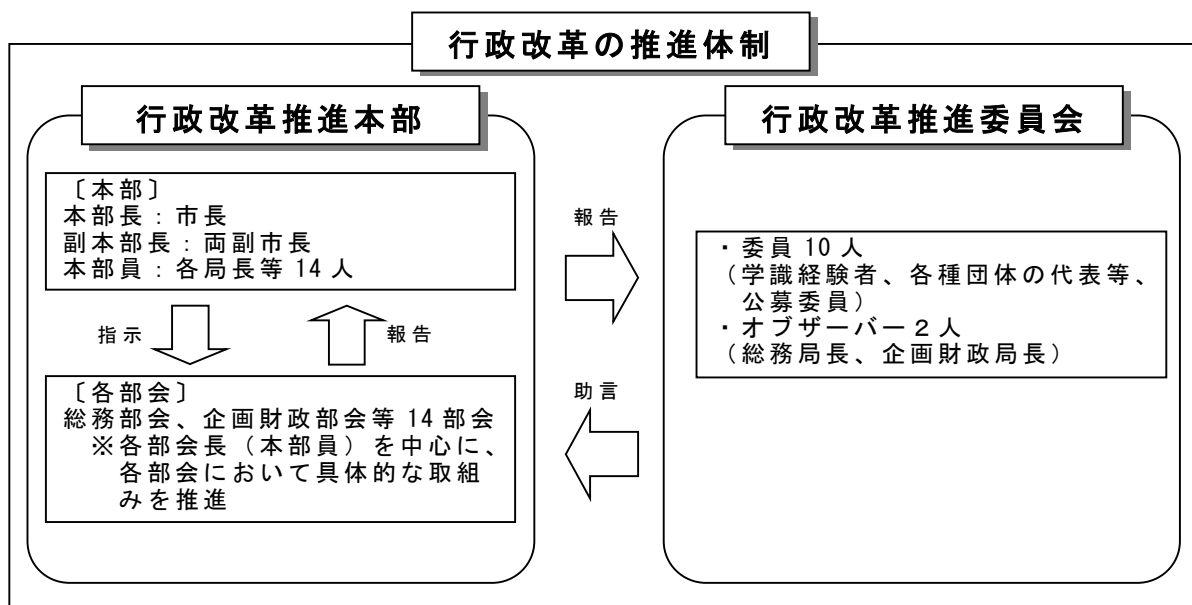 行政改革の推進体制
行政改革推進本部
〔本部〕
本部長：市長
副本部長：両副市長
本部員：各局長等 14 人
指示
報告
〔各部会〕
総務部会、企画財政部会等 14 部会
※各部会長（本部員）を中心に、
各部会において具体的な取組
みを推進
報告
助言
行政改革推進委員会
・委員 10 人
（学識経験者、各種団体の代表等、
公募委員）
・オブザーバー２人
（総務局長、企画財政局長）